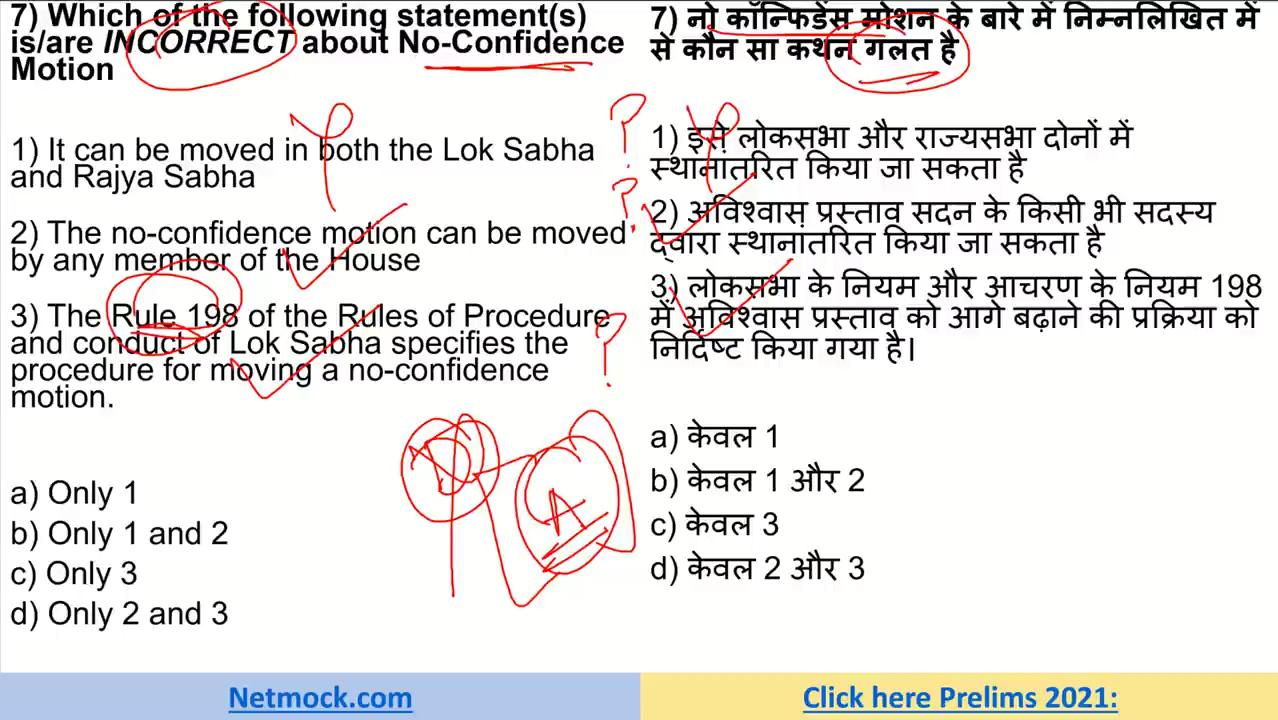 7) Which of the following statement(s)
is/are INCORRECT about No-Confidence
Motion
1) It can be moved in both the Lok Sabha
and Rajya Sabha
2) The no-confidence motion can be moved
by any member of the House
3) The Rule 198 of the Rules of Procedure
and conduct of Lok Sabha specifies the
procedure for moving a no-confidence
motion.
a) Only 1
b) Only 1 and 2
c) Only 3
d) Only 2 and 3
7) नो कॉन्फिडेंस मोशन के बारे में निम्नलिखित में
से कौन सा कथन गलत है
1) इसे लोकसभा और राज्यसभा दोनों में
स्थानांतरित किया जा सकता है
2) अविश्वास प्रस्ताव सदन के किसी भी सदस्य
द्वारा स्थानांतरित किया जा सकता है
3) लोकसभा के नियम और आचरण के नियम 198
में अविश्वास प्रस्ताव को आगे बढ़ाने की प्रक्रिया को
निर्दिष्ट किया गया है।
a) केवल 1
b) केवल 1 और 2
c) केवल 3
d) केवल 2 और 3
? ?
?
D A
Netmock.com
Click here Prelims 2021: